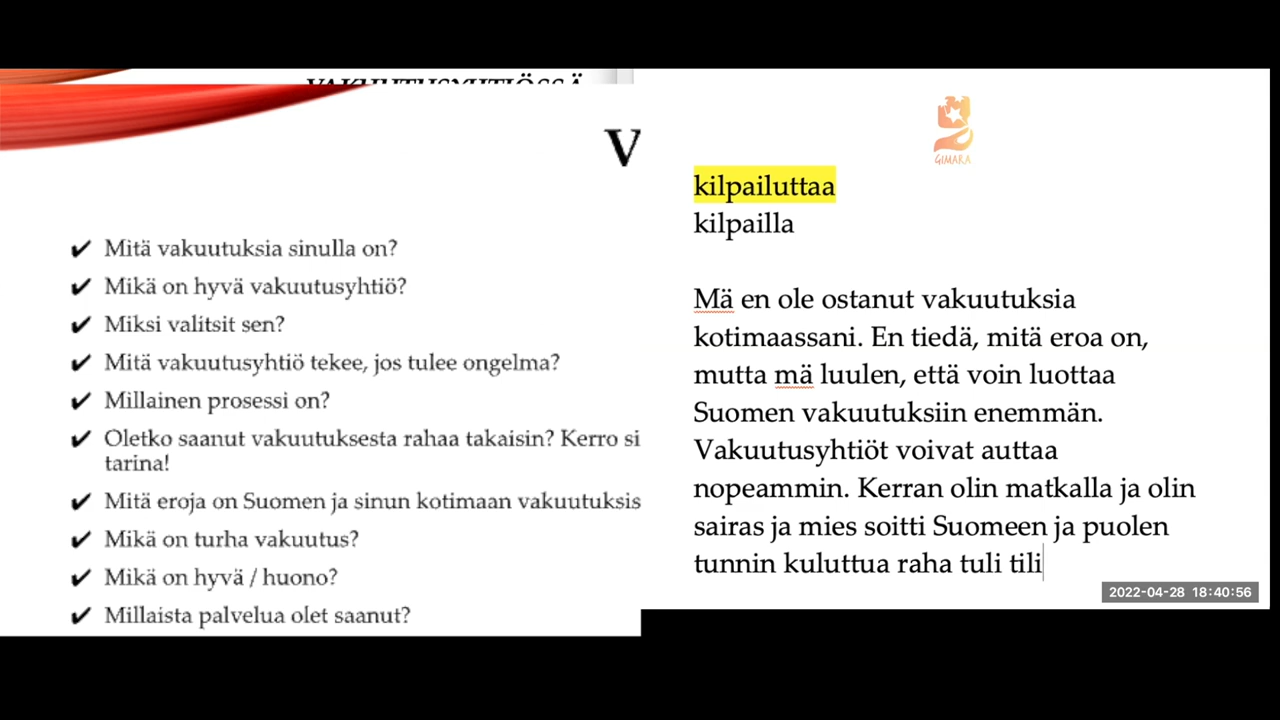 VAKUUTUSYHTIÖSSÄ
V
✔ Mitä vakuutuksia sinulla on?
✔ Mikä on hyvä vakuutusyhtiö?
✔ Miksi valitsit sen?
✔ Mitä vakuutusyhtiö tekee, jos tulee ongelma?
✔ Millainen prosessi on?
✔ Oletko saanut vakuutuksesta rahaa takaisin? Kerro si
tarina!
✔ Mitä eroja on Suomen ja sinun kotimaan vakuutuksis
✔ Mikä on turha vakuutus?
✔ Mikä on hyvä / huono?
✔ Millaista palvelua olet saanut?
GIMARA
kilpailuttaa
kilpailla
Mä en ole ostanut vakuutuksia
kotimaassani. En tiedä, mitä eroa on,
mutta mä luulen, että voin luottaa
Suomen vakuutuksiin enemmän.
Vakuutusyhtiöt voivat auttaa
nopeammin. Kerran olin matkalla ja olin
sairas ja mies soitti Suomeen ja puolen
tunnin kuluttua raha tuli tili
2022-04-28 18:40:56